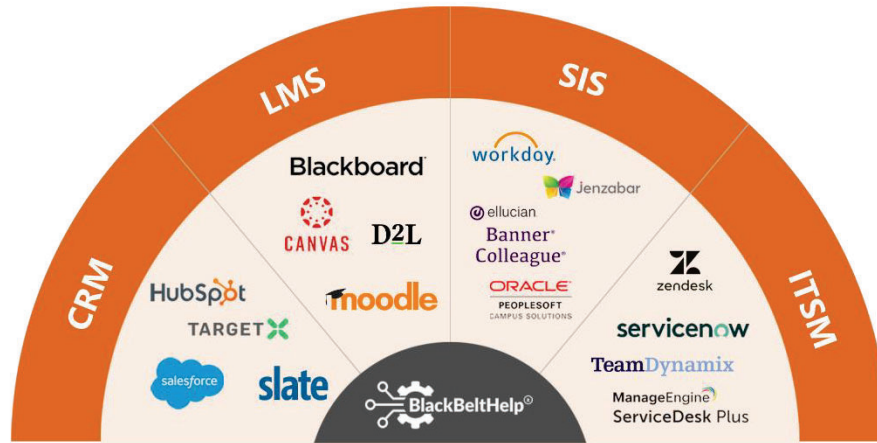 CRM
HubSpot
TARGET X
salesforce
slate
LMS
Blackboard
CANVAS
D2L
moodle
SIS
workday.
Jenzabar
ellucian
Banner®
Colleague®
ORACLE®
PEOPLESOFT
CAMPUS SOLUTIONS
ITSM
zendesk
servicenow
TeamDynamix
ManageEngine
ServiceDesk Plus
BlackBeltHelp®